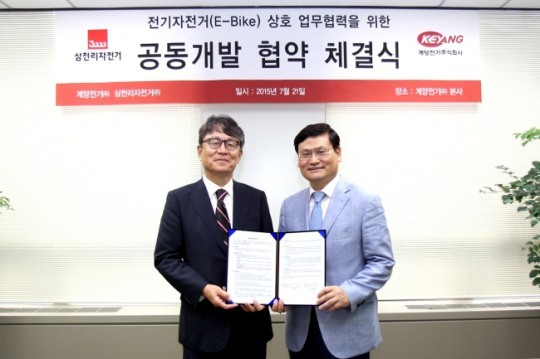 전기자전거(E-Bike) 상호 업무협력을 위한
3000
삼천리자전거
공동개발 협약 체결식
KEYANG
계양전기주식회사
계양전기㈜ 삼천리자전거㈜
일시 : 2015년 7월 21일
장소 : 계양전기㈜ 본사